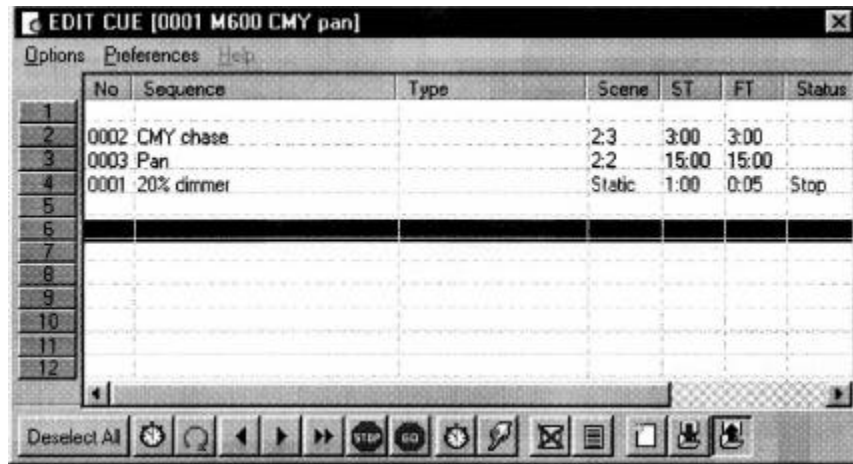 EDIT CUE [0001 M600 CMY pan]
Options Preferences Help
No Sequence Type Scene ST FT Status
1
2 0002 CMY chase 2:3 3:00 3:00
3 0003 Pan 2:2 15:00 15:00
4 0001 20% dimmer Static 1:00 0:05 Stop
5
6
7
8
9
10
11
12
Deselect All STOP GO